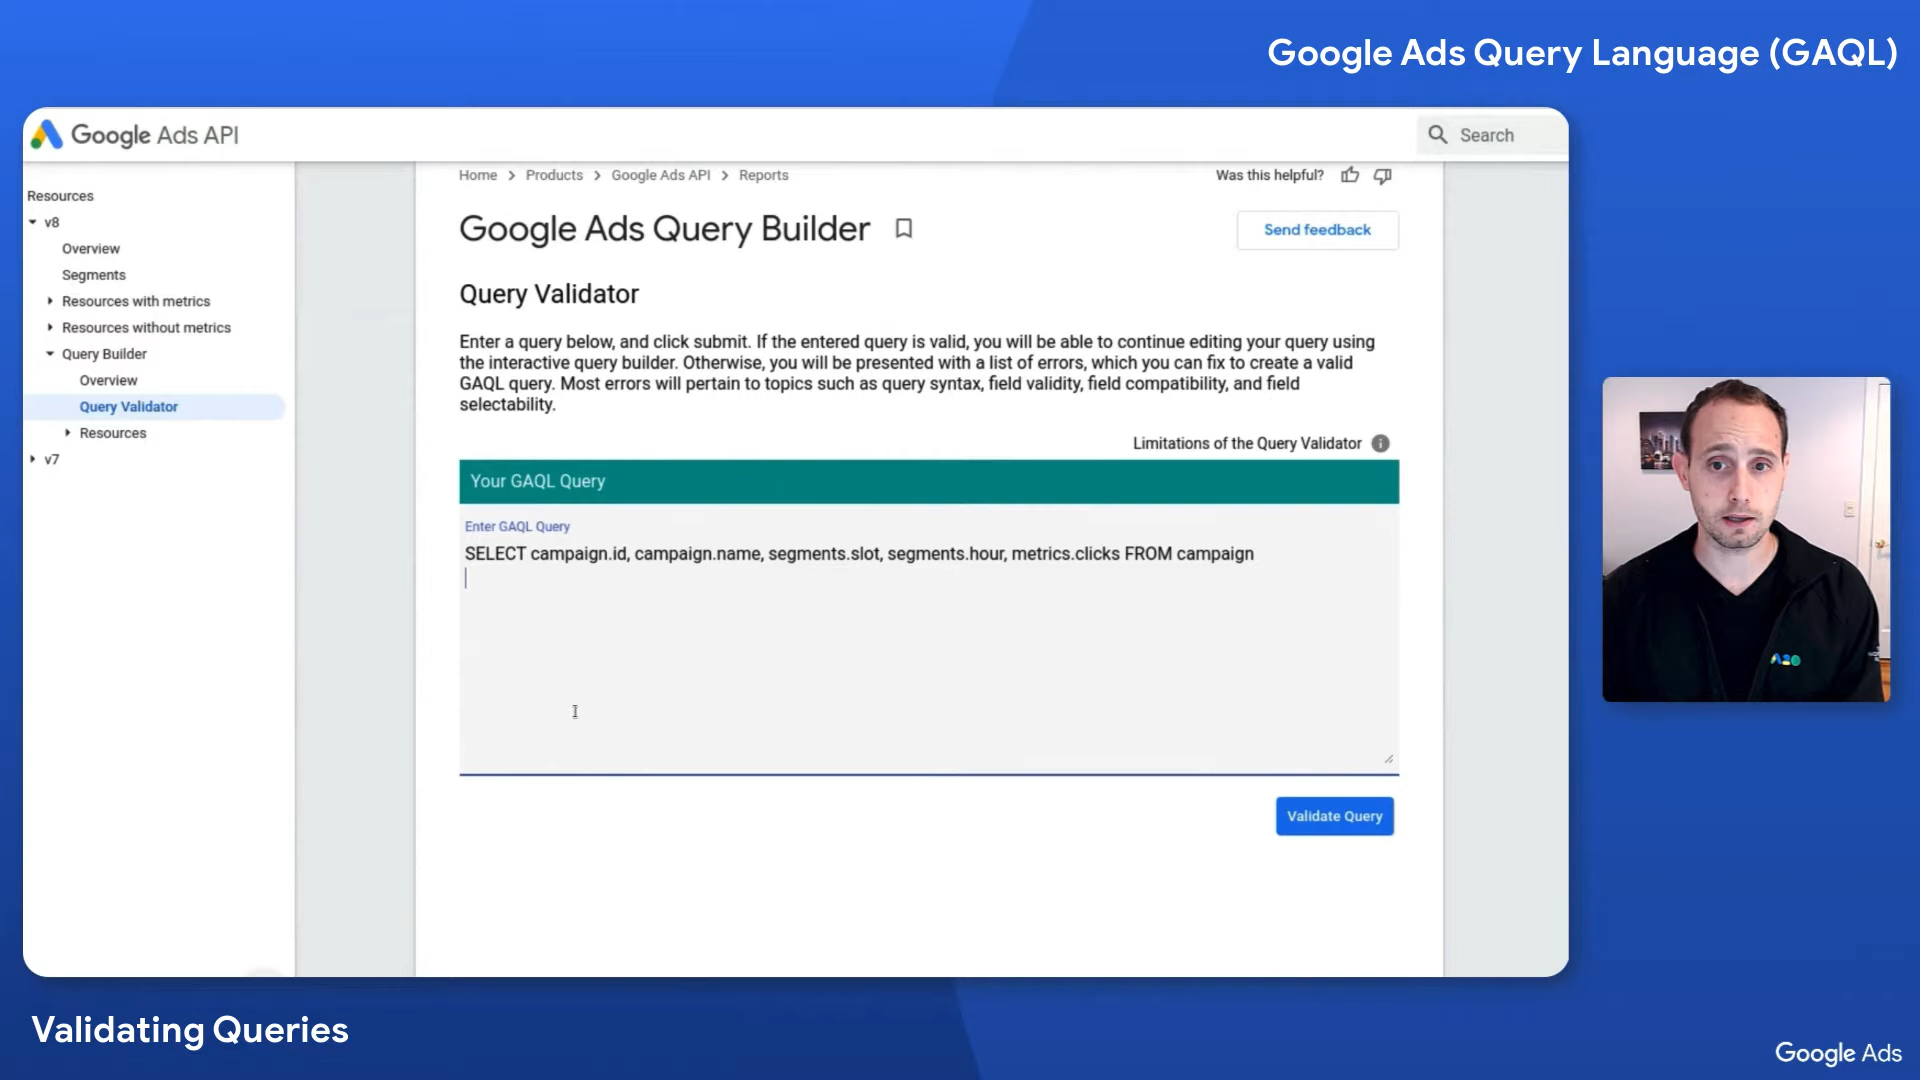 Google Ads Query Language (GAQL)
Google Ads API
Search
Resources
v8
Overview
Segments
Resources with metrics
Resources without metrics
Query Builder
Overview
Query Validator
Resources
v7
Home > Products > Google Ads API > Reports
Was this helpful?
Google Ads Query Builder
Send feedback
Query Validator
Enter a query below, and click submit. If the entered query is valid, you will be able to continue editing your query using
the interactive query builder. Otherwise, you will be presented with a list of errors, which you can fix to create a valid
GAQL query. Most errors will pertain to topics such as query syntax, field validity, field compatibility, and field
selectability.
Limitations of the Query Validator
Your GAQL Query
Enter GAQL Query
SELECT campaign.id, campaign.name, segments.slot, segments.hour, metrics.clicks FROM campaign
Validate Query
Validating Queries
Google Ads